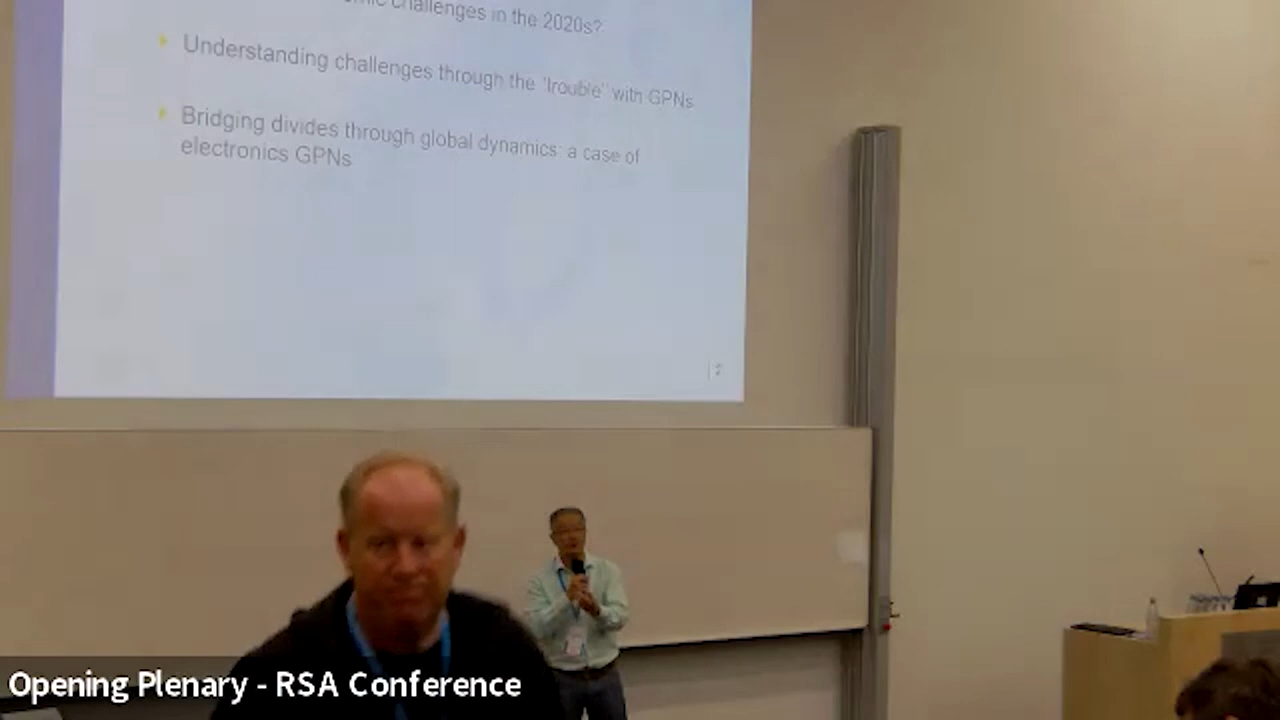 challenges in the 2020s?
Understanding challenges through the 'trouble' with GPNs
Bridging divides through global dynamics: a case of
electronics GPNs
Opening Plenary - RSA Conference